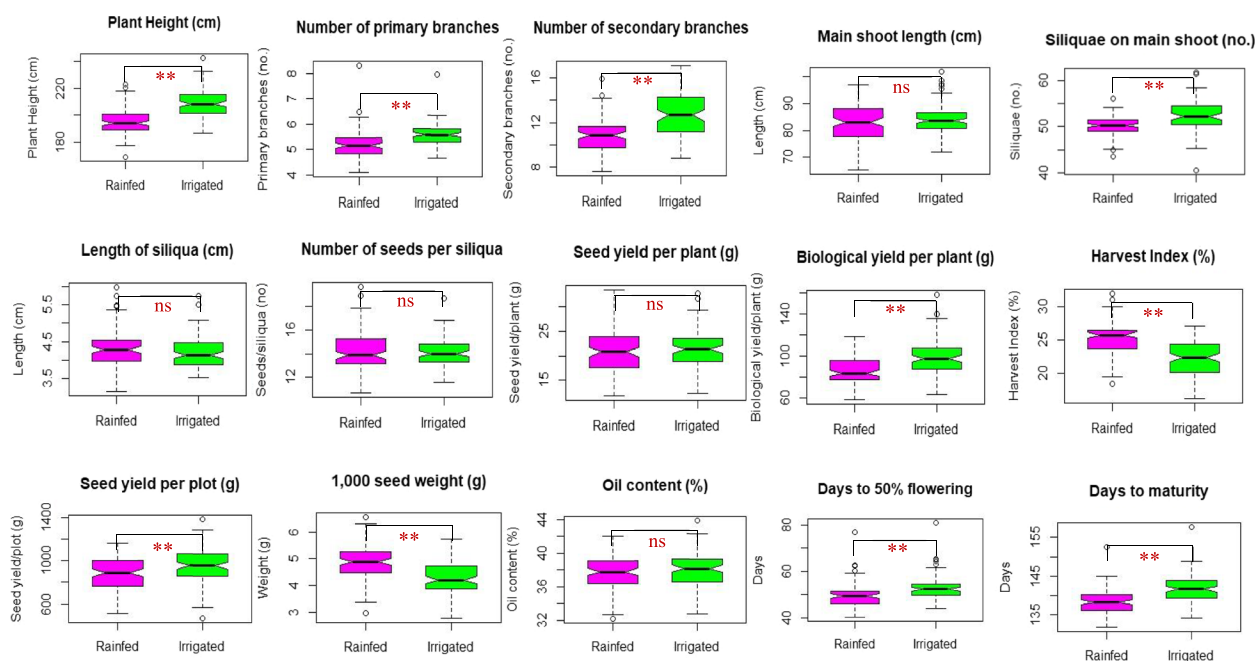 Plant Height (cm)
Plant Height (cm)
220
180
**
Rainfed Irrigated
Number of primary branches
Primary branches (no.)
8
7
6
5
4
**
Rainfed Irrigated
Number of secondary branches
Secondary branches (no.)
16
12
8
**
Rainfed Irrigated
Main shoot length (cm)
Length (cm)
90
80
70
ns
Rainfed Irrigated
Siliquae on main shoot (no.)
Siliquae (no.)
60
50
40
**
Rainfed Irrigated
Length of siliqua (cm)
Length (cm)
5.5
4.5
3.5
ns
Rainfed Irrigated
Number of seeds per siliqua
Seeds/siliqua (no)
16
12
ns
Rainfed Irrigated
Seed yield per plant (g)
Seed yield/plant (g)
25
15
ns
Rainfed Irrigated
Biological yield per plant (g)
Biological yield/plant (g)
140
100
60
**
Rainfed Irrigated
Harvest Index (%)
Harvest Index (%)
30
25
20
**
Rainfed Irrigated
Seed yield per plot (g)
Seed yield/plot (g)
1400
1000
600
**
Rainfed Irrigated
1,000 seed weight (g)
Weight (g)
6
5
4
3
**
Rainfed Irrigated
Oil content (%)
Oil content (%)
44
40
36
32
ns
Rainfed Irrigated
Days to 50% flowering
Days
80
60
40
**
Rainfed Irrigated
Days to maturity
Days
155
145
135
**
Rainfed Irrigated